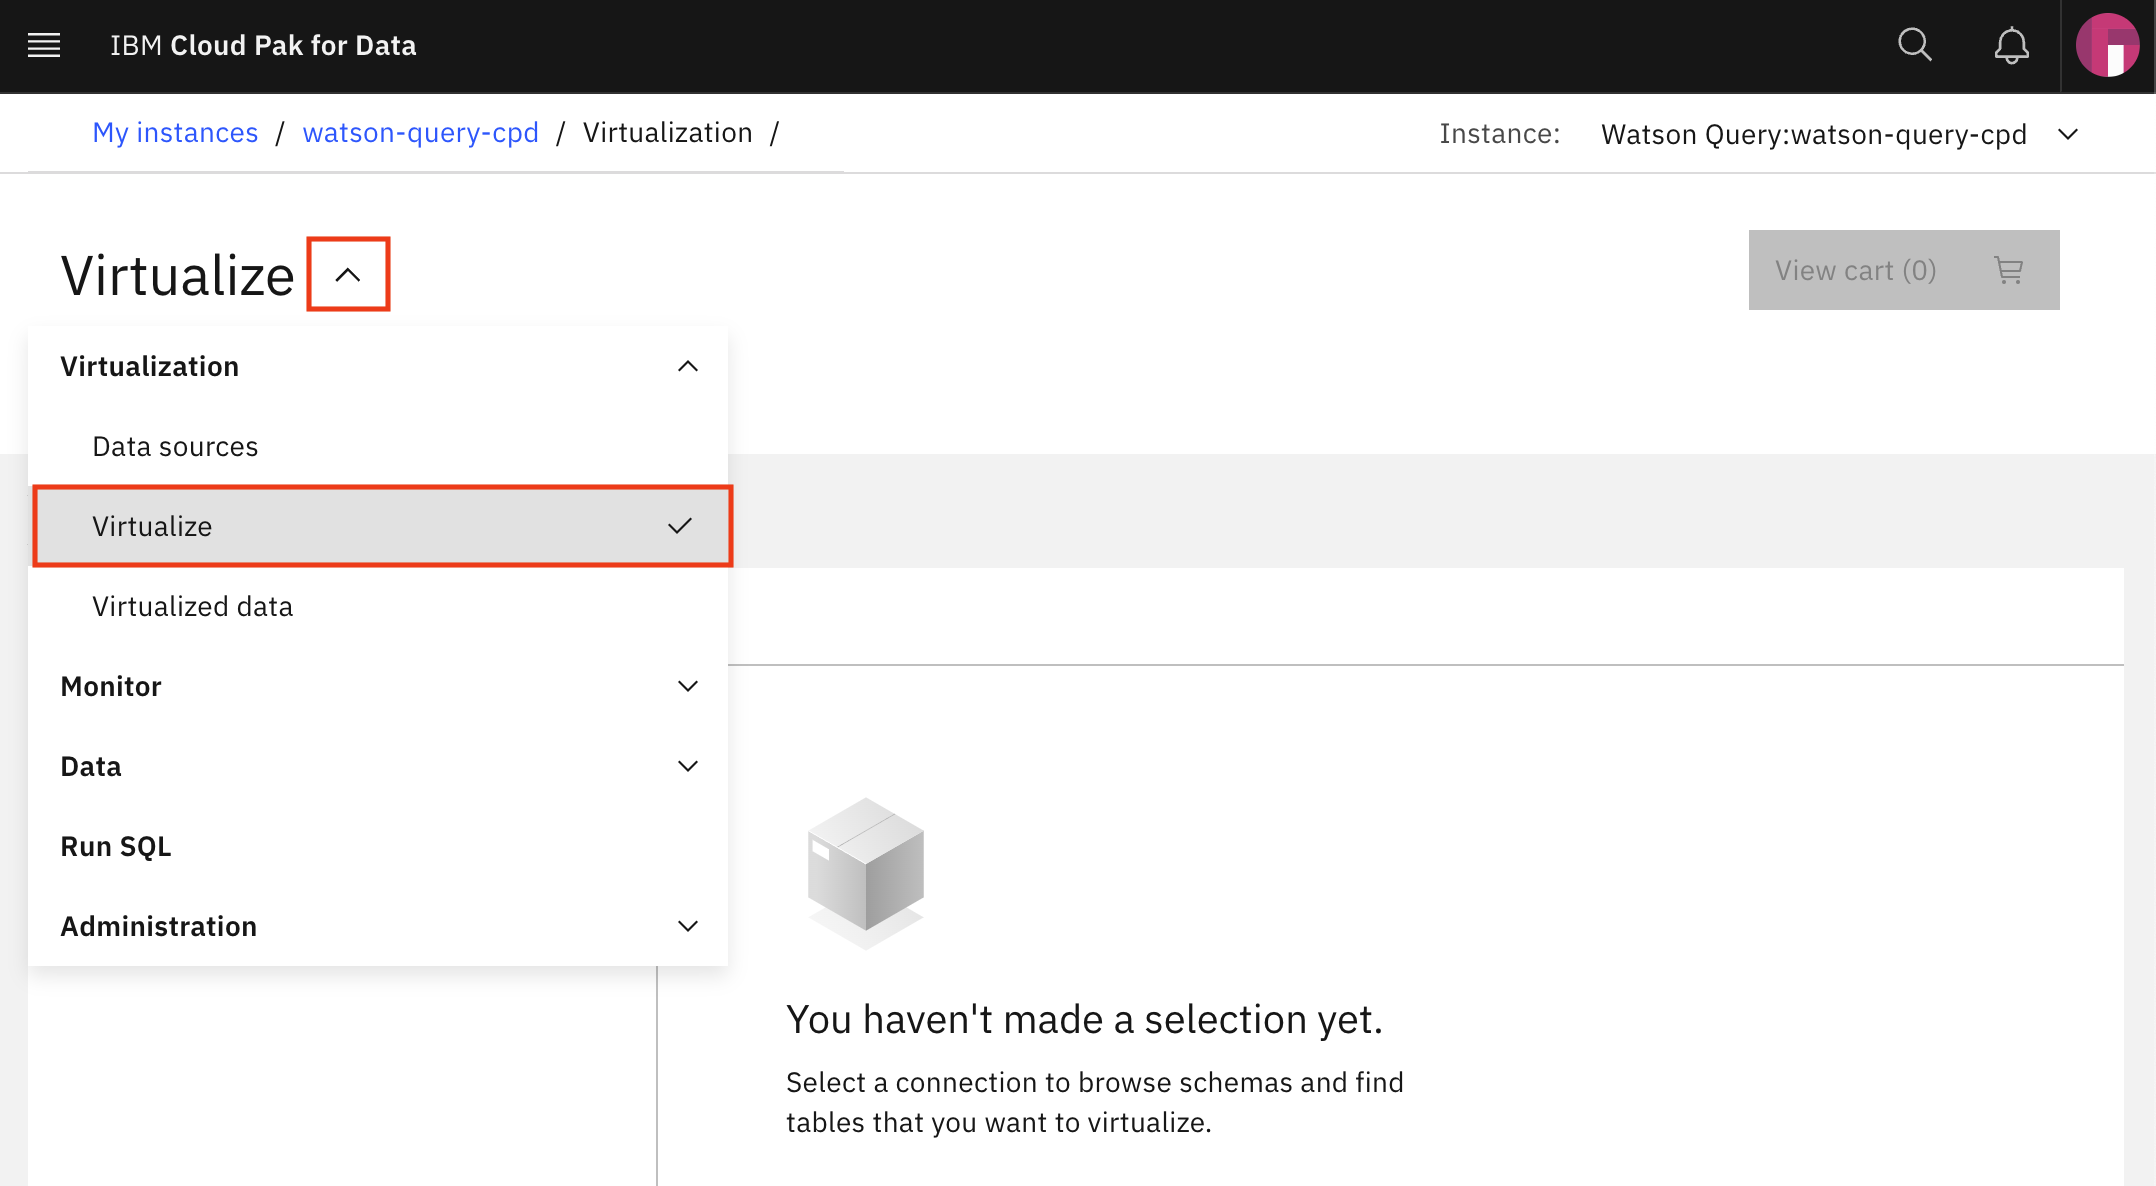 IBM Cloud Pak for Data
My instances / watson-query-cpd / Virtualization /
Instance: Watson Query:watson-query-cpd
Virtualize
View cart (0)
Virtualization
Data sources
Virtualize
Virtualized data
Monitor
Data
Run SQL
Administration
You haven't made a selection yet.
Select a connection to browse schemas and find
tables that you want to virtualize.